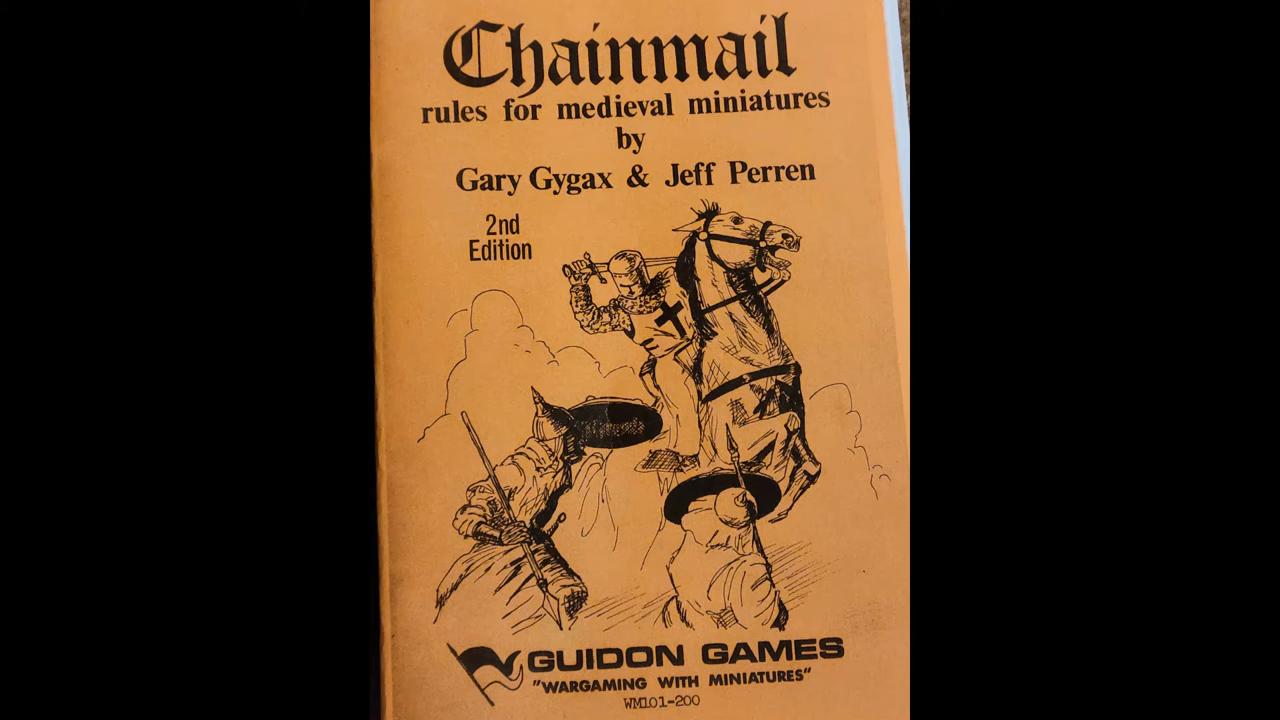 Chainmail
rules for medieval miniatures
by
Gary Gygax & Jeff Perren
2nd
Edition
GUIDON GAMES
"WARGAMING WITH MINIATURES"
WM101-200